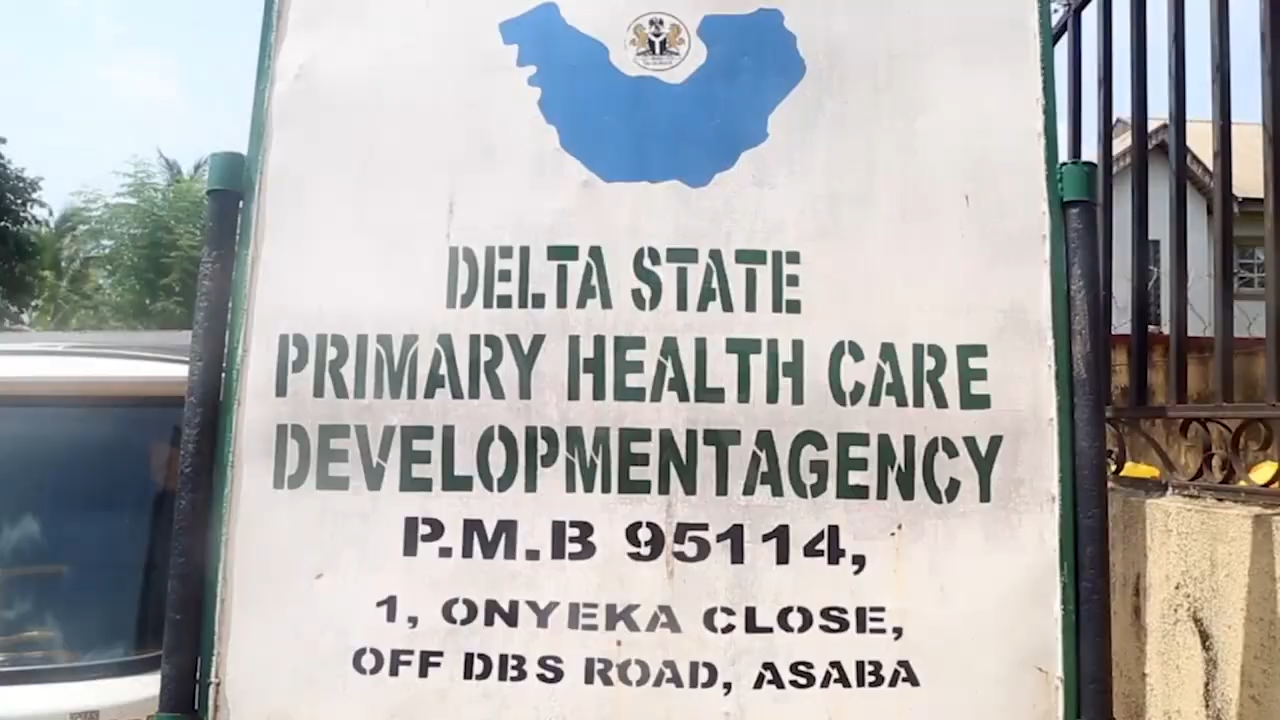 DELTA STATE
PRIMARY HEALTH CARE
DEVELOPMENTAGENCY
P.M.B 95114,
1, ONYEKA CLOSE,
OFF DBS ROAD, ASABA